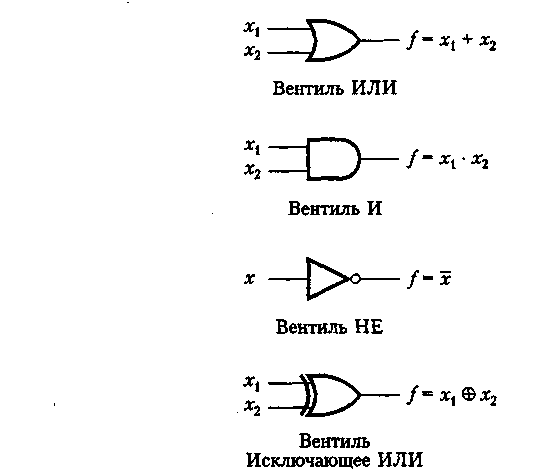 x₁
x₂
f = x₁ + x₂
Вентиль ИЛИ
x₁
x₂
f = x₁ · x₂
Вентиль И
x
f = x̅
Вентиль НЕ
x₁
x₂
f = x₁ ⊕ x₂
Вентиль
Исключающее ИЛИ